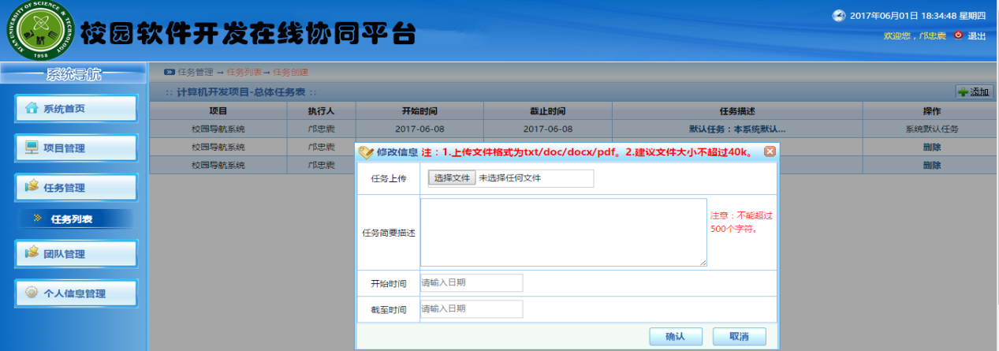 XI'AN UNIVERSITY OF SCIENCE & TECHNOLOGY
1958
校园软件开发在线协同平台
2017年06月01日 18:34:48 星期四
欢迎您，邝忠震 退出
系统导航
系统首页
项目管理
任务管理
任务列表
团队管理
个人信息管理
任务管理 → 任务列表→ 任务创建
:: 计算机开发项目-总体任务表 ::
添加
项目 执行人 开始时间 截止时间 任务描述 操作
校园导航系统 邝忠震 2017-06-08 2017-06-08 默认任务：本系统默认... 系统默认任务
校园导航系统 邝忠震 删除
校园导航系统 邝忠震 删除
修改信息 注：1.上传文件格式为txt/doc/docx/pdf。2.建议文件大小不超过40k。
任务上传 选择文件 未选择任何文件
任务简要描述
注意：不能超过
500个字符。
开始时间 请输入日期
截至时间 请输入日期
确认 取消